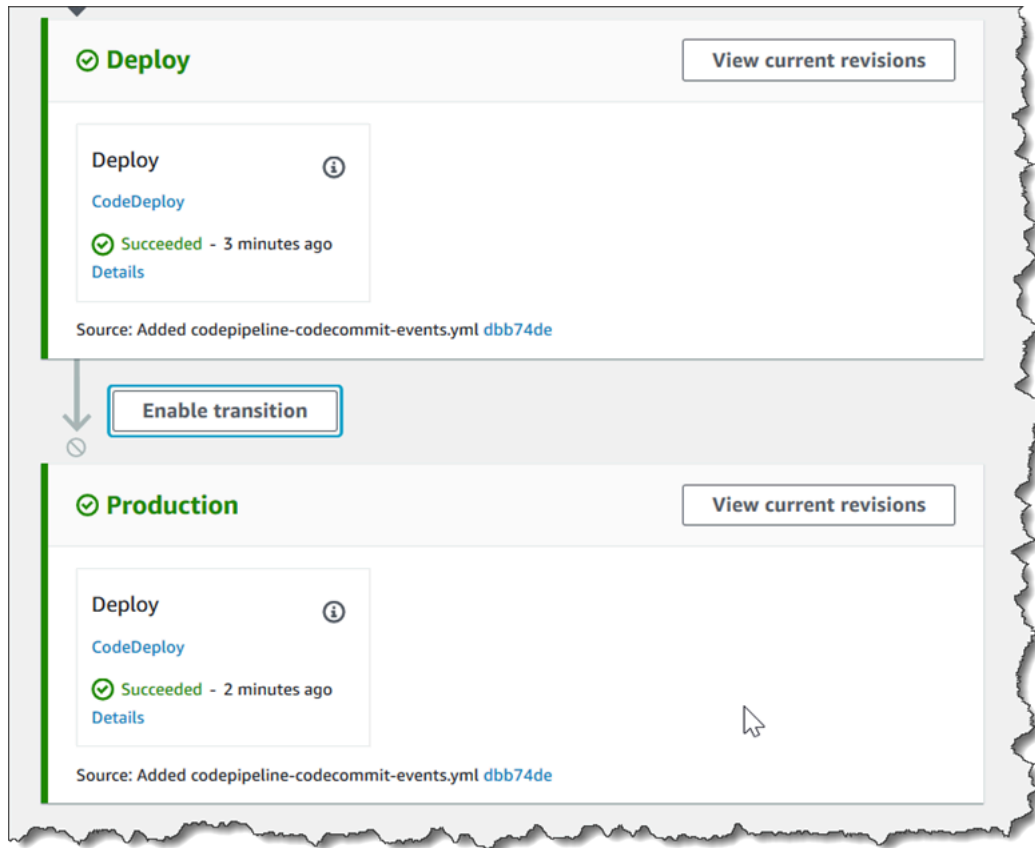 Deploy
View current revisions
Deploy
CodeDeploy
Succeeded - 3 minutes ago
Details
Source: Added codepipeline-codecommit-events.yml dbb74de
Enable transition
Production
View current revisions
Deploy
CodeDeploy
Succeeded - 2 minutes ago
Details
Source: Added codepipeline-codecommit-events.yml dbb74de